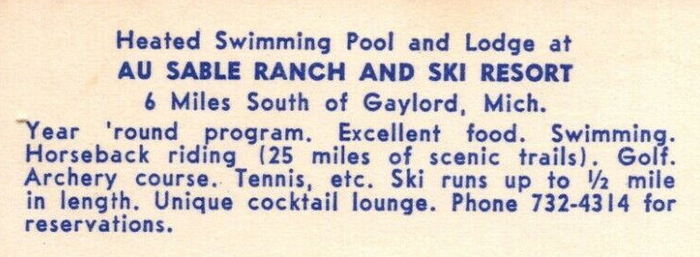 Heated Swimming Pool and Lodge at
AU SABLE RANCH AND SKI RESORT
6 Miles South of Gaylord, Mich.
Year 'round program. Excellent food. Swimming.
Horseback riding (25 miles of scenic trails). Golf.
Archery course. Tennis, etc. Ski runs up to ½ mile
in length. Unique cocktail lounge. Phone 732-4314 for
reservations.